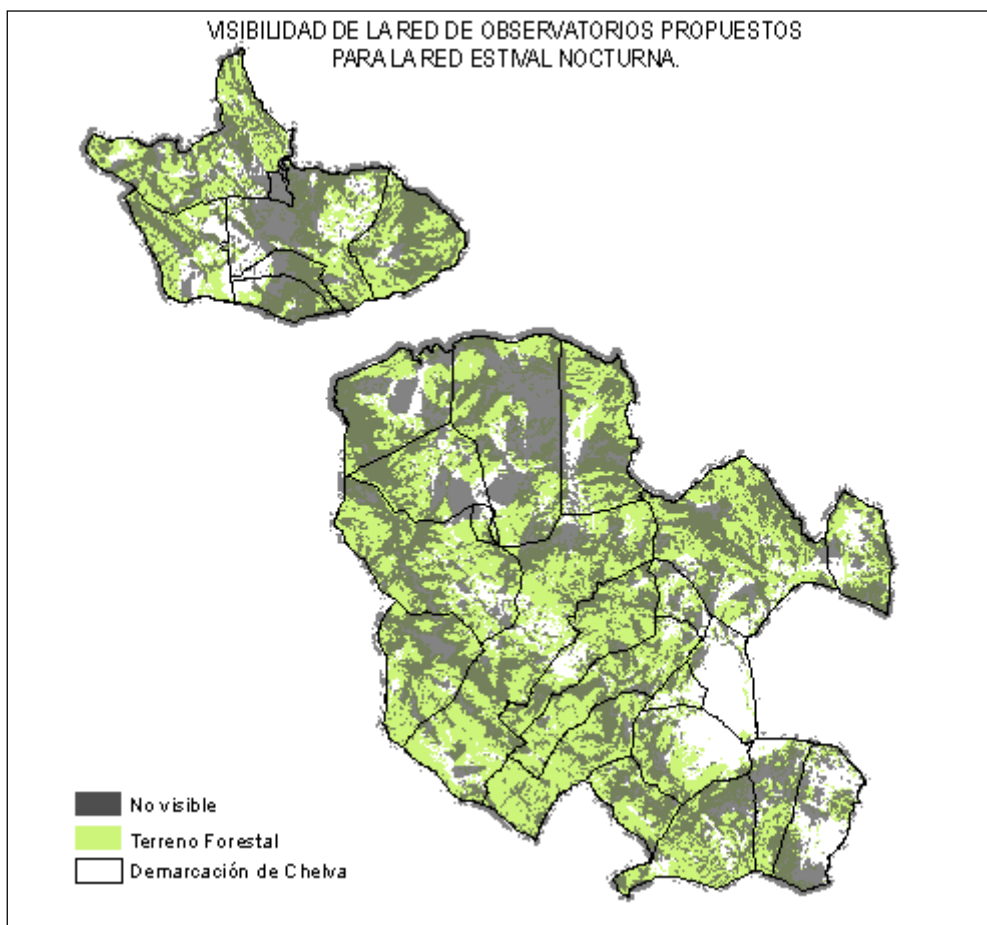 VISIBILIDAD DE LA RED DE OBSERVATORIOS PROPUESTOS
PARA LA RED ESTIVAL NOCTURNA.
No visible
Terreno Forestal
Demarcación de Chelva